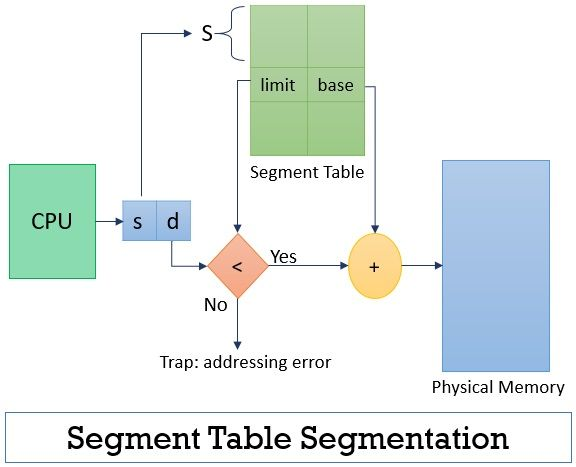 S
limit base
Segment Table
CPU
s d
<
Yes
+
No
Trap: addressing error
Physical Memory
Segment Table Segmentation